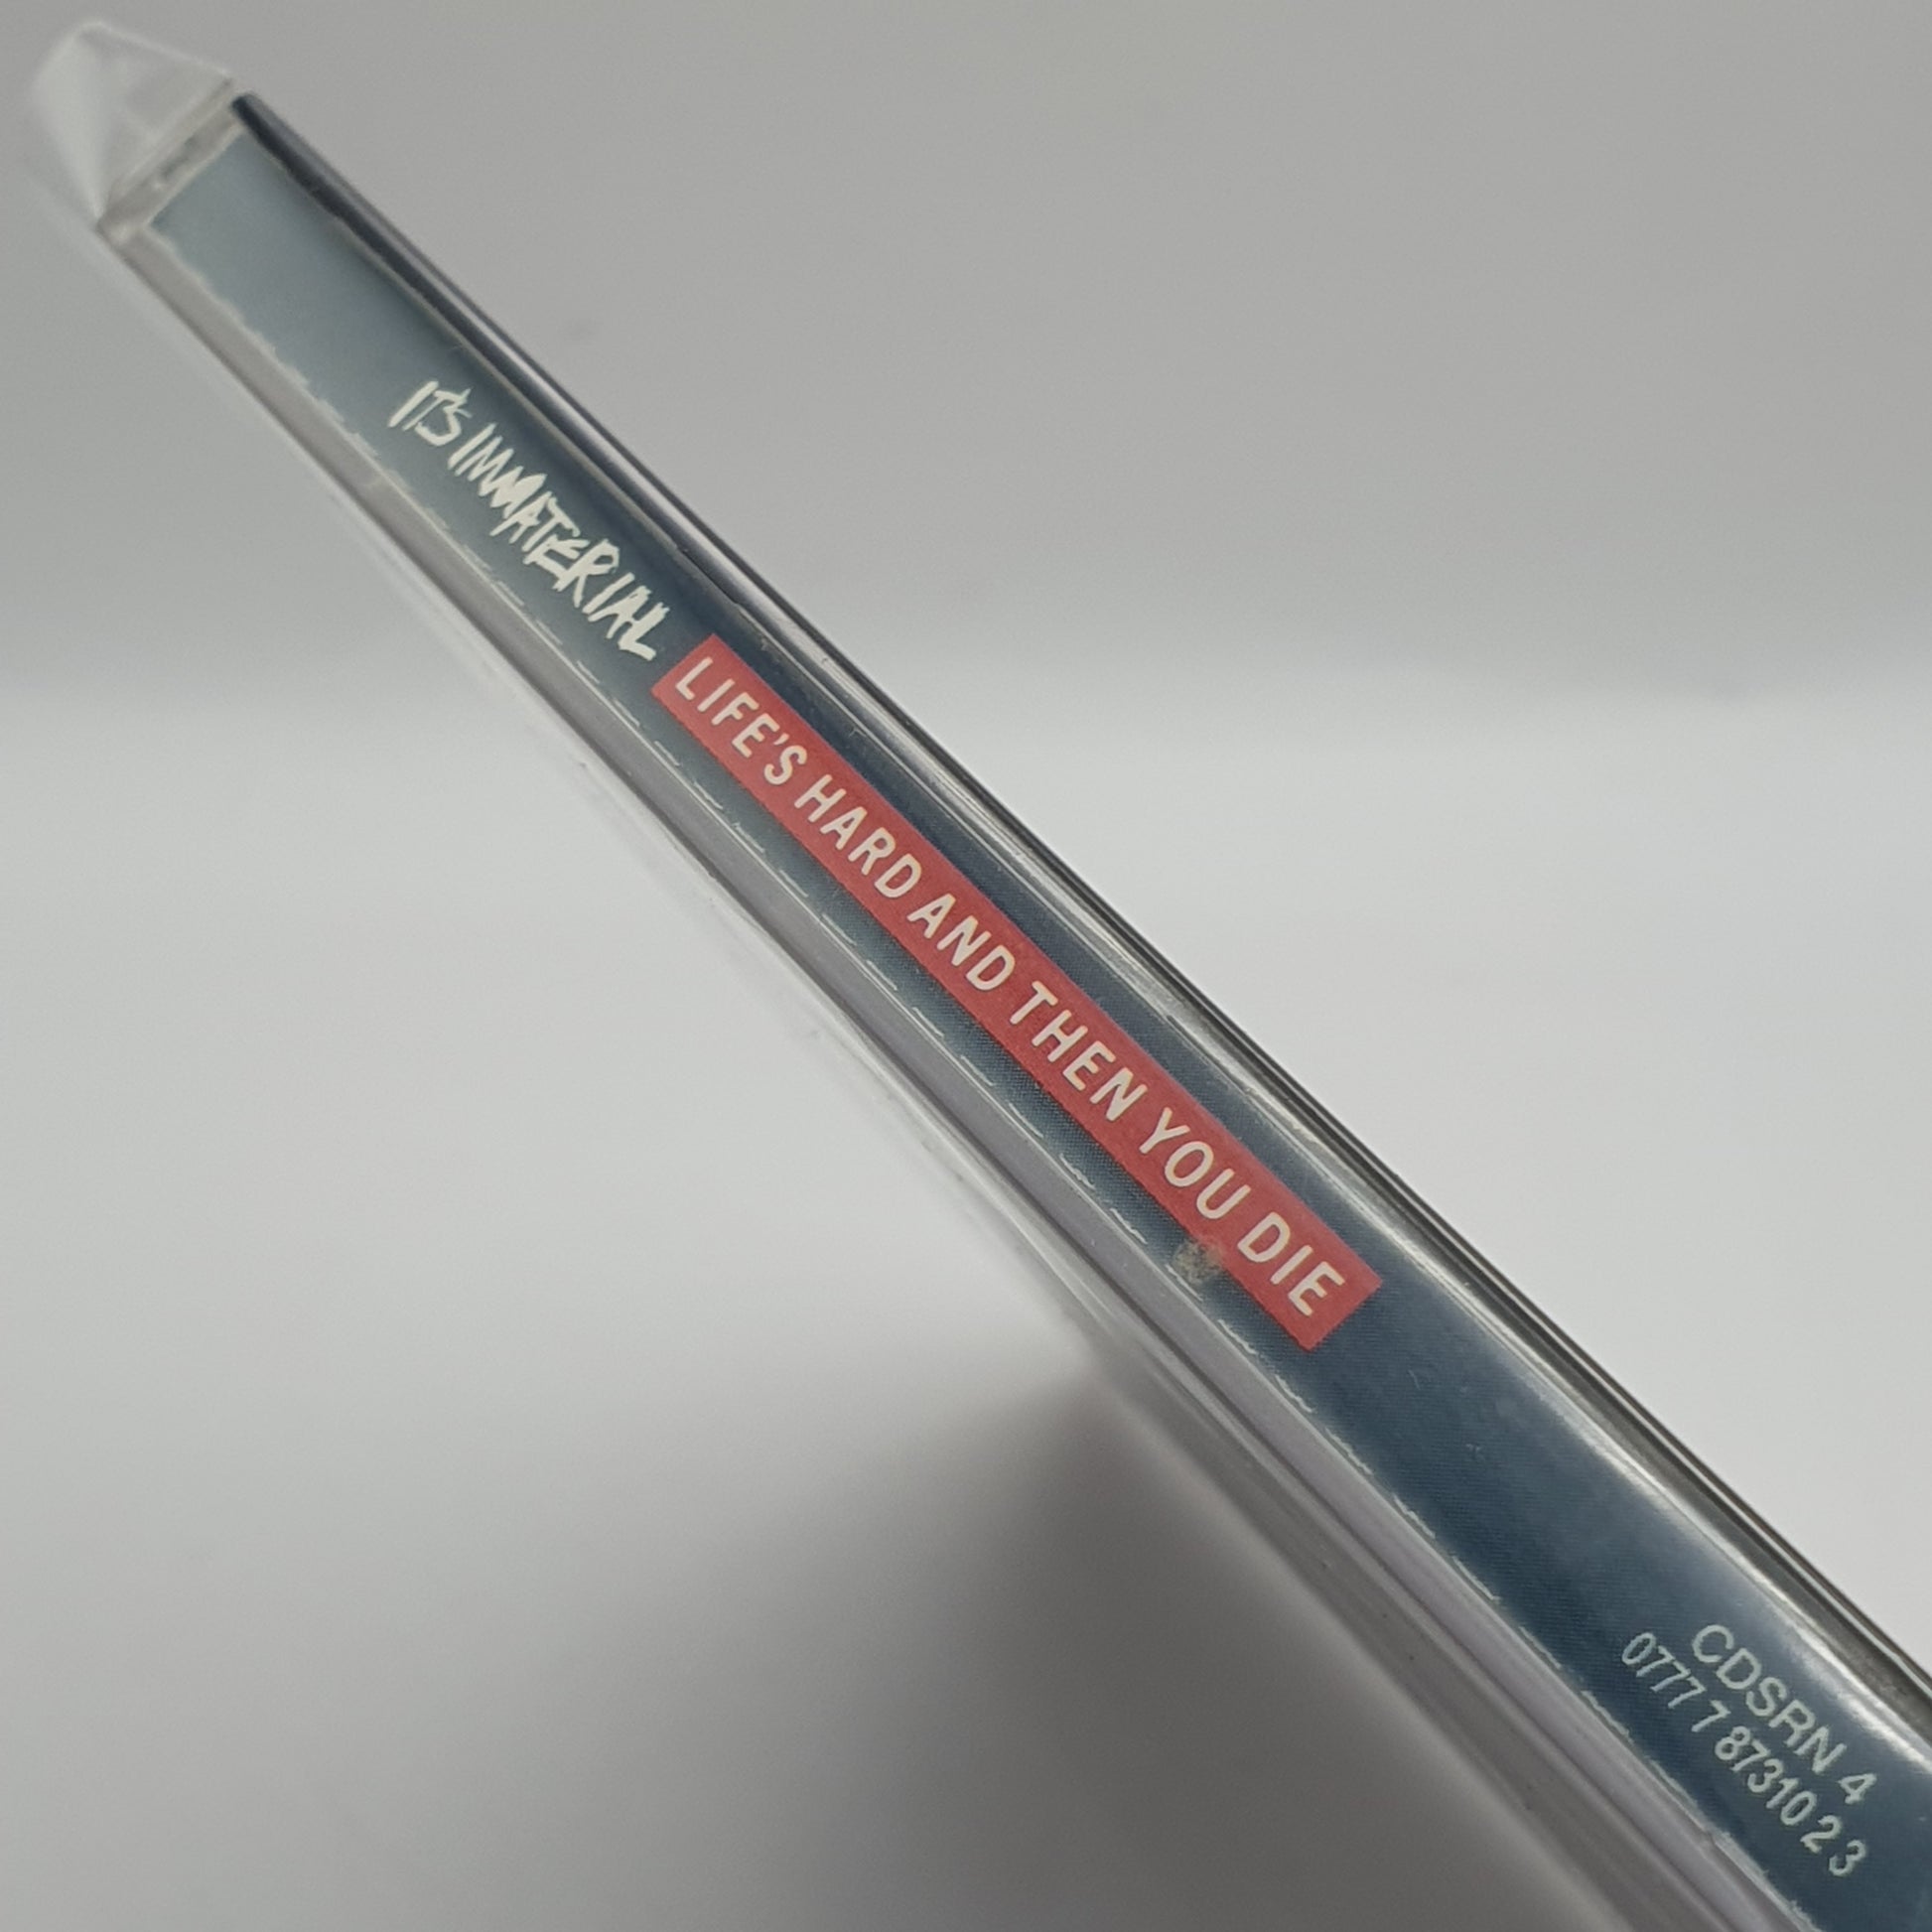 IT'S IMMATERIAL
LIFE'S HARD AND THEN YOU DIE
CDSRN 4
0777 7 87310 2 3